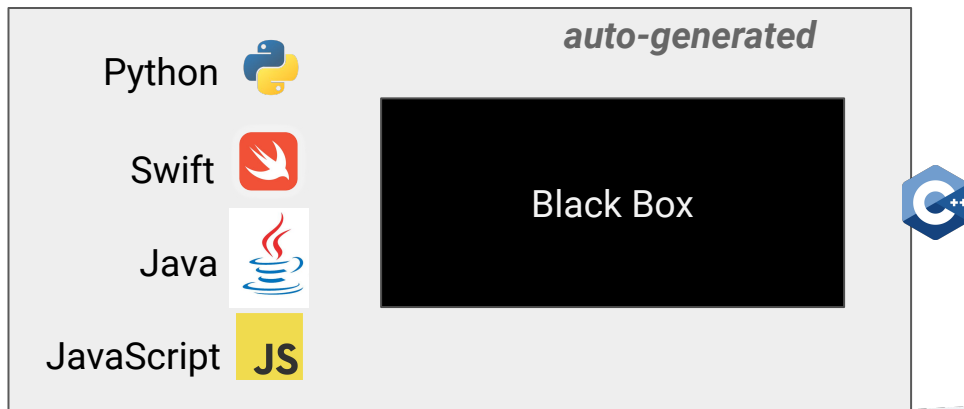 auto-generated
Python
Swift
Black Box
C++
Java
JavaScript
JS